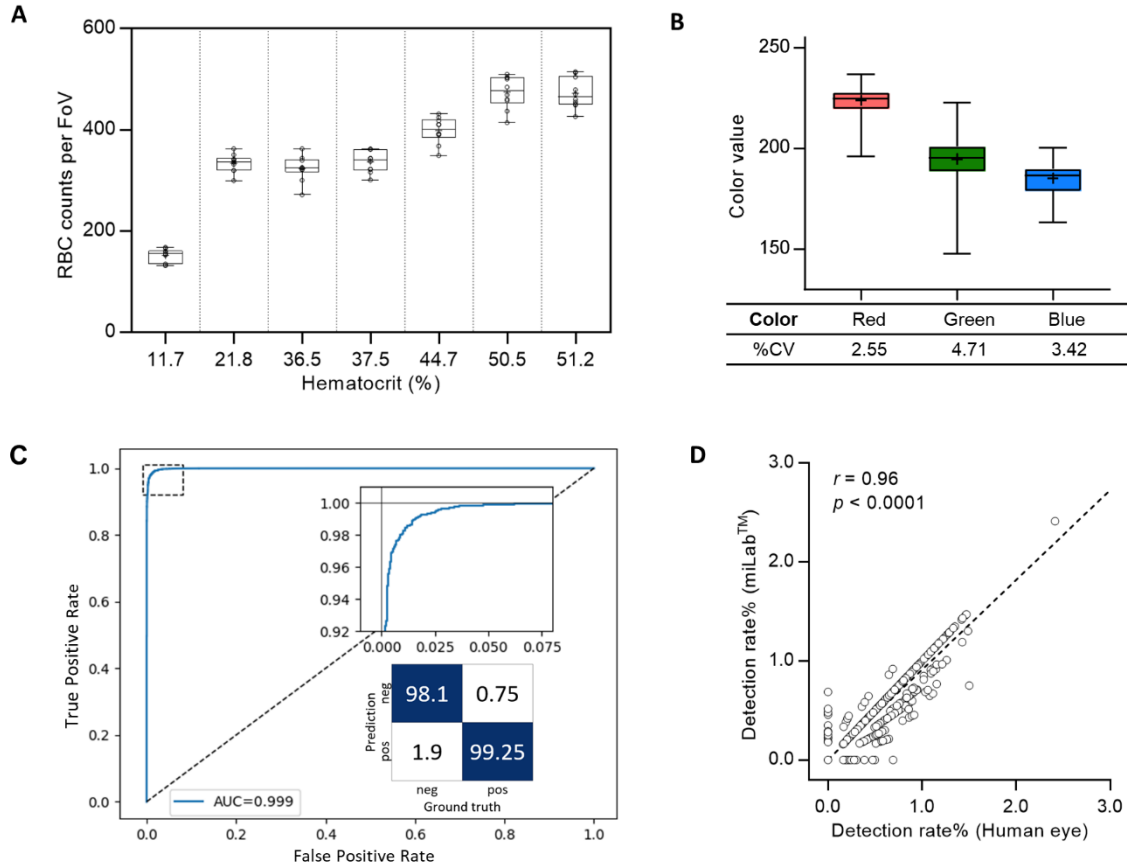 A
600
400
200
0
RBC counts per FoV
11.7 21.8 36.5 37.5 44.7 50.5 51.2
Hematocrit (%)
B
250
200
150
Color value
Color Red Green Blue
%CV 2.55 4.71 3.42
C
1.0
0.8
0.6
0.4
0.2
0.0
True Positive Rate
1.00
0.98
0.96
0.94
0.92
0.000 0.025 0.050 0.075
98.1 0.75
1.9 99.25
Prediction
neg
pos
neg pos
Ground truth
AUC=0.999
0.0 0.2 0.4 0.6 0.8 1.0
False Positive Rate
D
3.0
2.0
1.0
0.0
Detection rate% (miLab™)
r = 0.96
p < 0.0001
0.0 1.0 2.0 3.0
Detection rate% (Human eye)